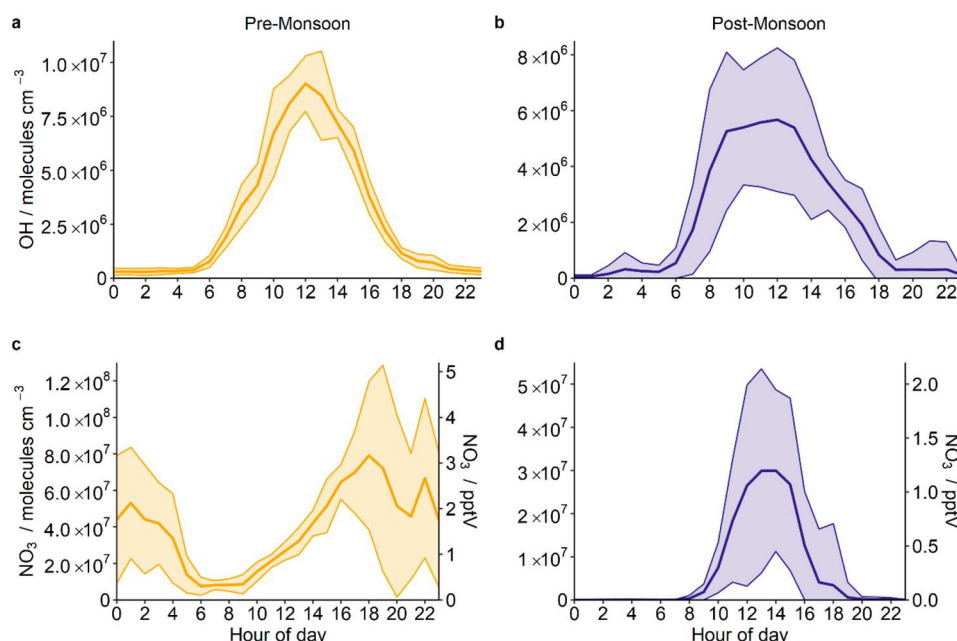 a
Pre-Monsoon
OH / molecules cm⁻³
1.0 ×10⁷
7.5×10⁶
5.0 ×10⁶
2.5×10⁶
0
0 2 4 6 8 10 12 14 16 18 20 22
b
Post-Monsoon
8 ×10⁶
6 ×10⁶
4 ×10⁶
2 ×10⁶
0
0 2 4 6 8 10 12 14 16 18 20 22
c
NO₃ / molecules cm⁻³
1.2 ×10⁸
1.0 ×10⁸
8.0 ×10⁷
6.0 ×10⁷
4.0 ×10⁷
2.0 ×10⁷
0
5
4
3
2
1
0
NO₃ / pptV
0 2 4 6 8 10 12 14 16 18 20 22
Hour of day
d
5 ×10⁷
4 ×10⁷
3 ×10⁷
2 ×10⁷
1 ×10⁷
0
2.0
1.5
1.0
0.5
0.0
NO₃ / pptV
0 2 4 6 8 10 12 14 16 18 20 22
Hour of day